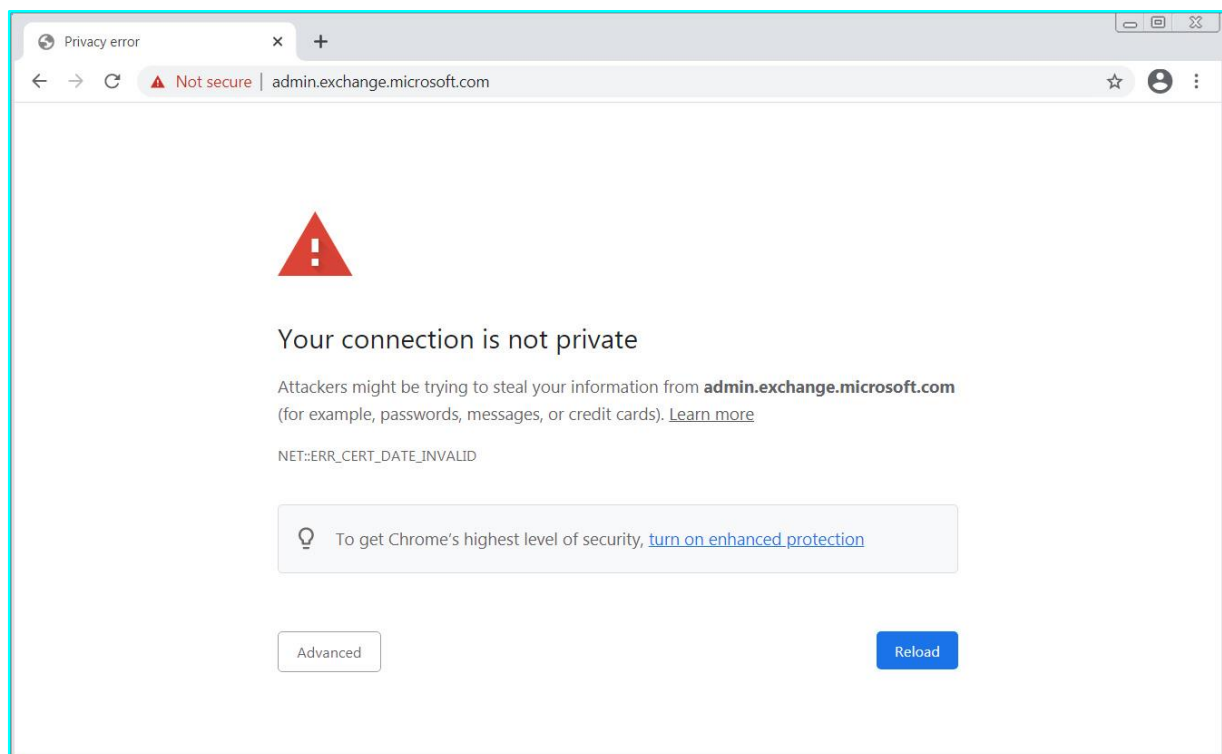 Privacy error
Not secure | admin.exchange.microsoft.com
Your connection is not private
Attackers might be trying to steal your information from admin.exchange.microsoft.com
(for example, passwords, messages, or credit cards). Learn more
NET::ERR_CERT_DATE_INVALID
To get Chrome's highest level of security, turn on enhanced protection
Advanced
Reload